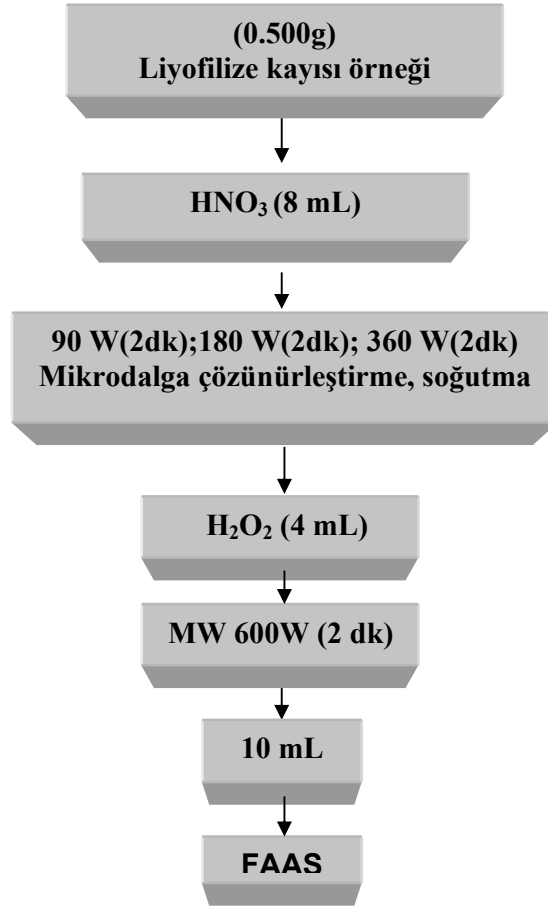 (0.500g)
Liyofilize kayısı örneği
HNO₃ (8 mL)
90 W(2dk);180 W(2dk); 360 W(2dk)
Mikrodalga çözünürleştirme, soğutma
H₂O₂ (4 mL)
MW 600W (2 dk)
10 mL
FAAS